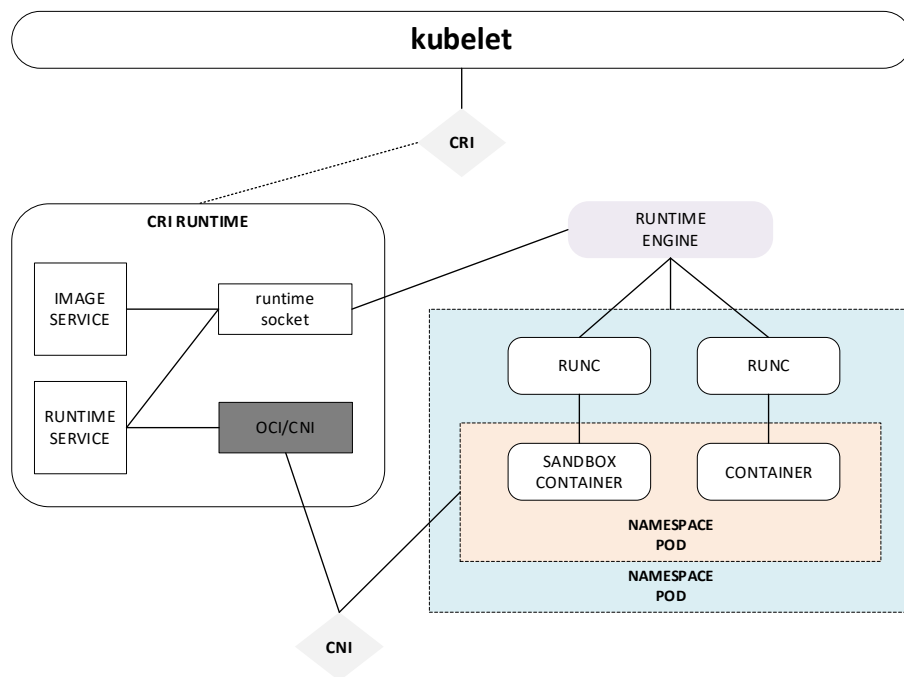 kubelet
CRI
CRI RUNTIME
IMAGE
SERVICE
runtime
socket
RUNTIME
SERVICE
OCI/CNI
RUNTIME
ENGINE
RUNC
RUNC
SANDBOX
CONTAINER
CONTAINER
NAMESPACE
POD
NAMESPACE
POD
CNI